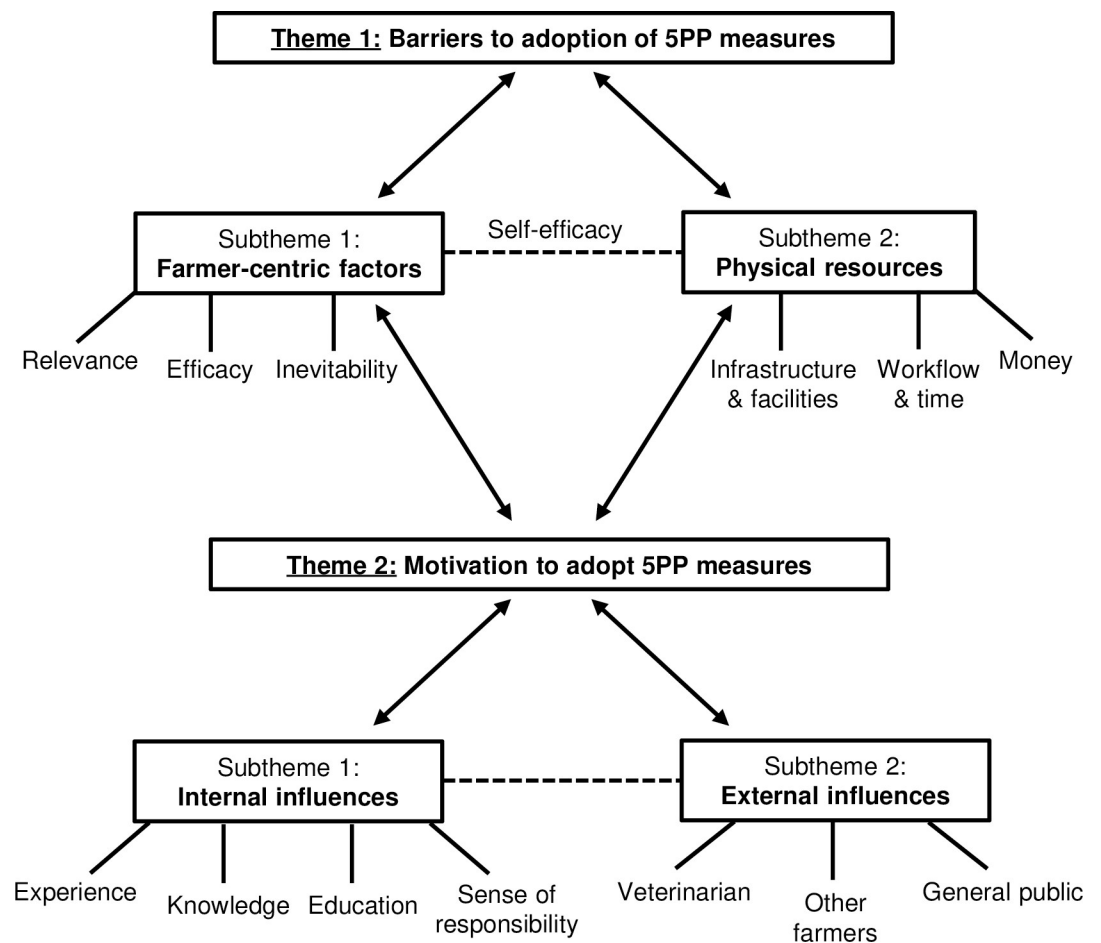 Theme 1: Barriers to adoption of 5PP measures
Subtheme 1:
Farmer-centric factors
Self-efficacy
Subtheme 2:
Physical resources
Relevance
Efficacy
Inevitability
Infrastructure
& facilities
Workflow
& time
Money
Theme 2: Motivation to adopt 5PP measures
Subtheme 1:
Internal influences
Subtheme 2:
External influences
Experience
Knowledge
Education
Sense of
responsibility
Veterinarian
Other
farmers
General public